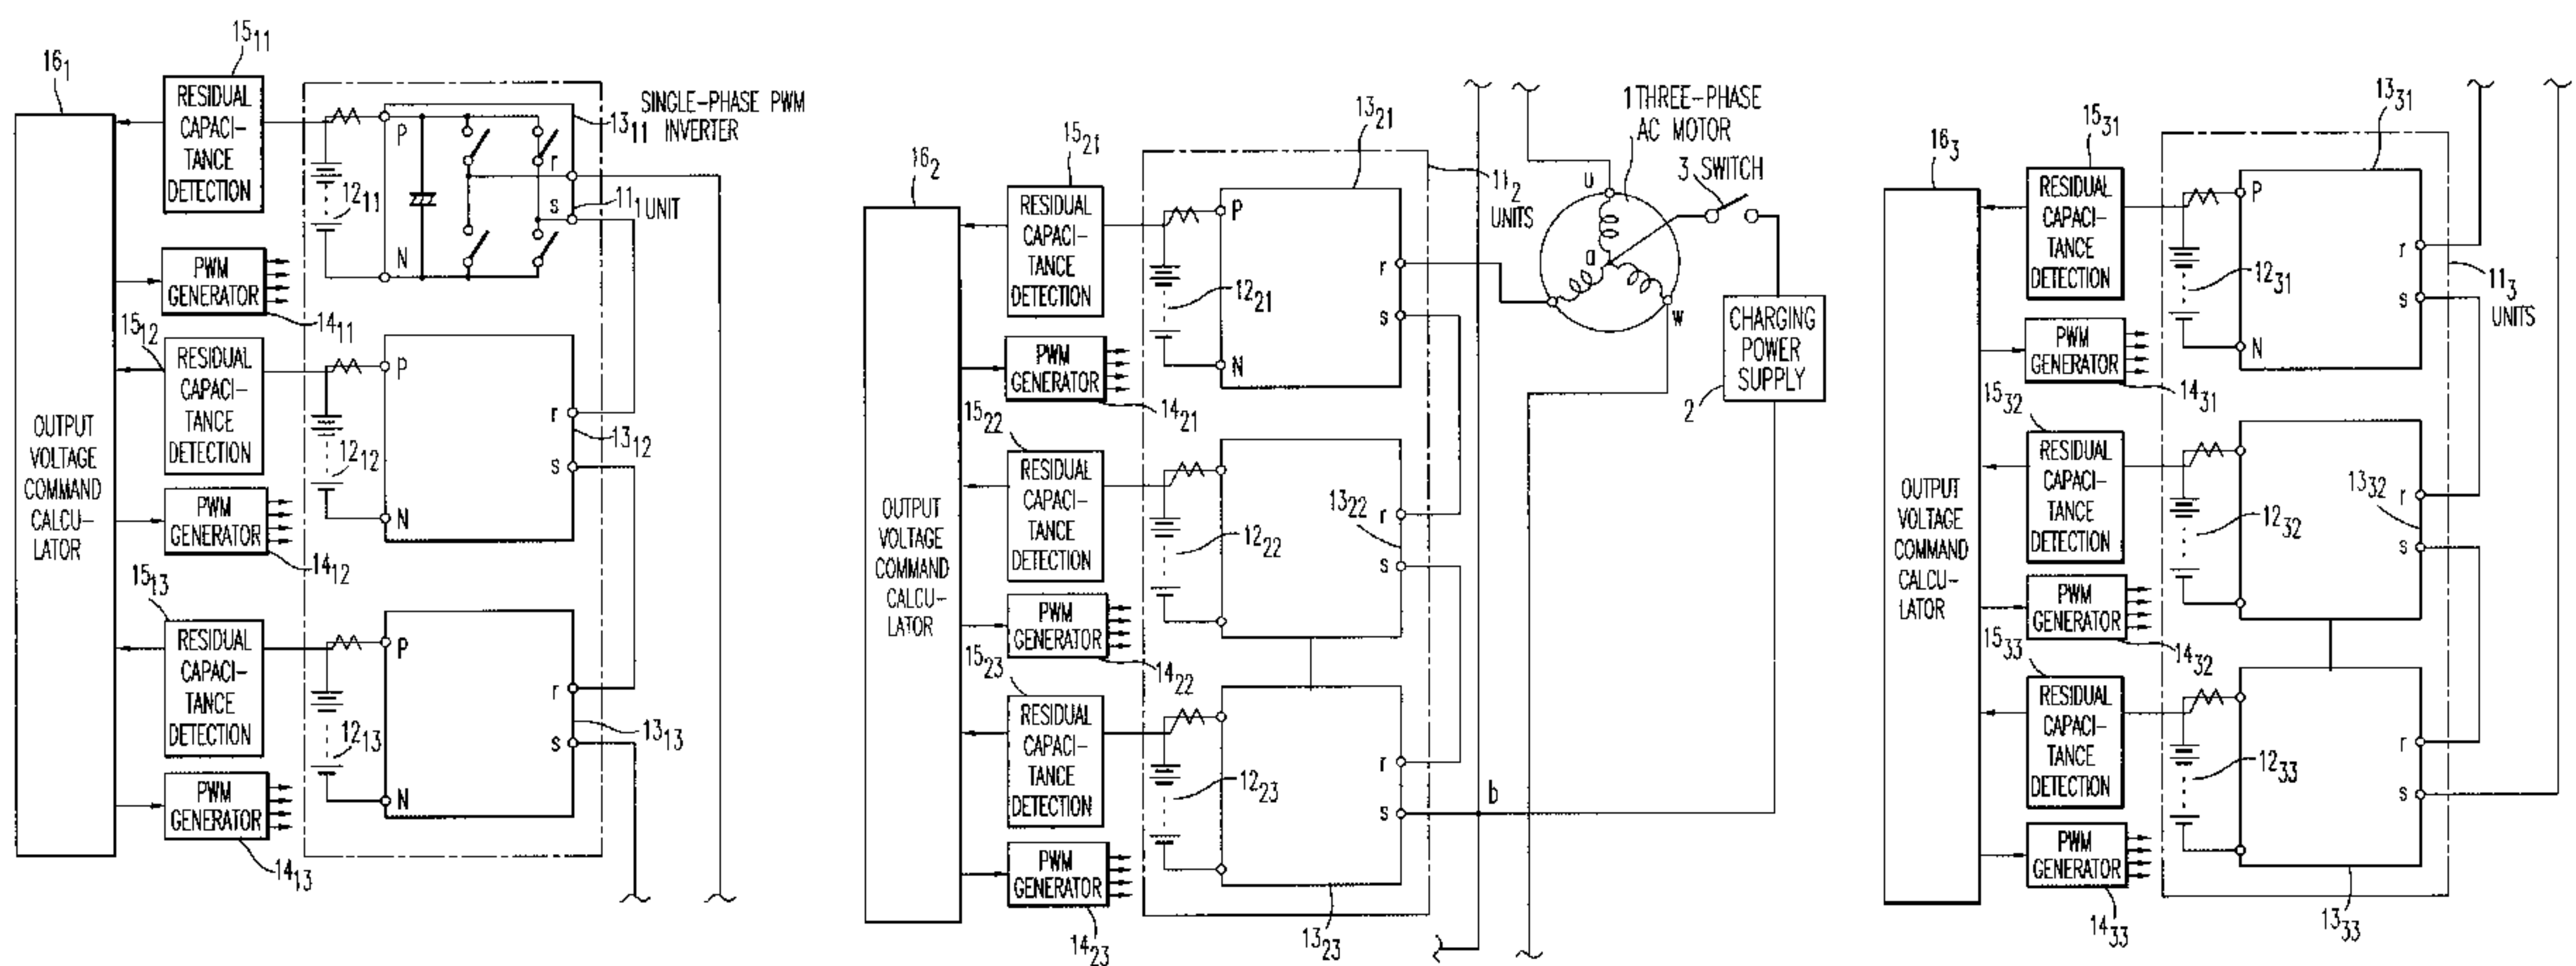 16₁
15₁₁
RESIDUAL
CAPACI-
TANCE
DETECTION
SINGLE-PHASE PWM
INVERTER
13₁₁
P
N
r
s
11₁ UNIT
12₁₁
PWM
GENERATOR
14₁₁
OUTPUT
VOLTAGE
COMMAND
CALCU-
LATOR
15₁₂
RESIDUAL
CAPACI-
TANCE
DETECTION
P
N
r
s
13₁₂
12₁₂
PWM
GENERATOR
14₁₂
15₁₃
RESIDUAL
CAPACI-
TANCE
DETECTION
P
N
r
s
13₁₃
12₁₃
PWM
GENERATOR
14₁₃
16₂
OUTPUT
VOLTAGE
COMMAND
CALCU-
LATOR
15₂₁
RESIDUAL
CAPACI-
TANCE
DETECTION
13₂₁
P
N
r
s
12₂₁
11₂
UNITS
PWM
GENERATOR
14₂₁
15₂₂
RESIDUAL
CAPACI-
TANCE
DETECTION
13₂₂
r
s
12₂₂
PWM
GENERATOR
14₂₂
15₂₃
RESIDUAL
CAPACI-
TANCE
DETECTION
r
s
12₂₃
b
PWM
GENERATOR
14₂₃
13₂₃
1 THREE-PHASE
AC MOTOR
3 SWITCH
U
a
W
CHARGING
POWER
SUPPLY
2
16₃
OUTPUT
VOLTAGE
COMMAND
CALCU-
LATOR
15₃₁
RESIDUAL
CAPACI-
TANCE
DETECTION
13₃₁
P
N
r
s
12₃₁
11₃
UNITS
PWM
GENERATOR
14₃₁
15₃₂
RESIDUAL
CAPACI-
TANCE
DETECTION
13₃₂
r
s
12₃₂
PWM
GENERATOR
14₃₂
15₃₃
RESIDUAL
CAPACI-
TANCE
DETECTION
r
s
12₃₃
PWM
GENERATOR
14₃₃
13₃₃